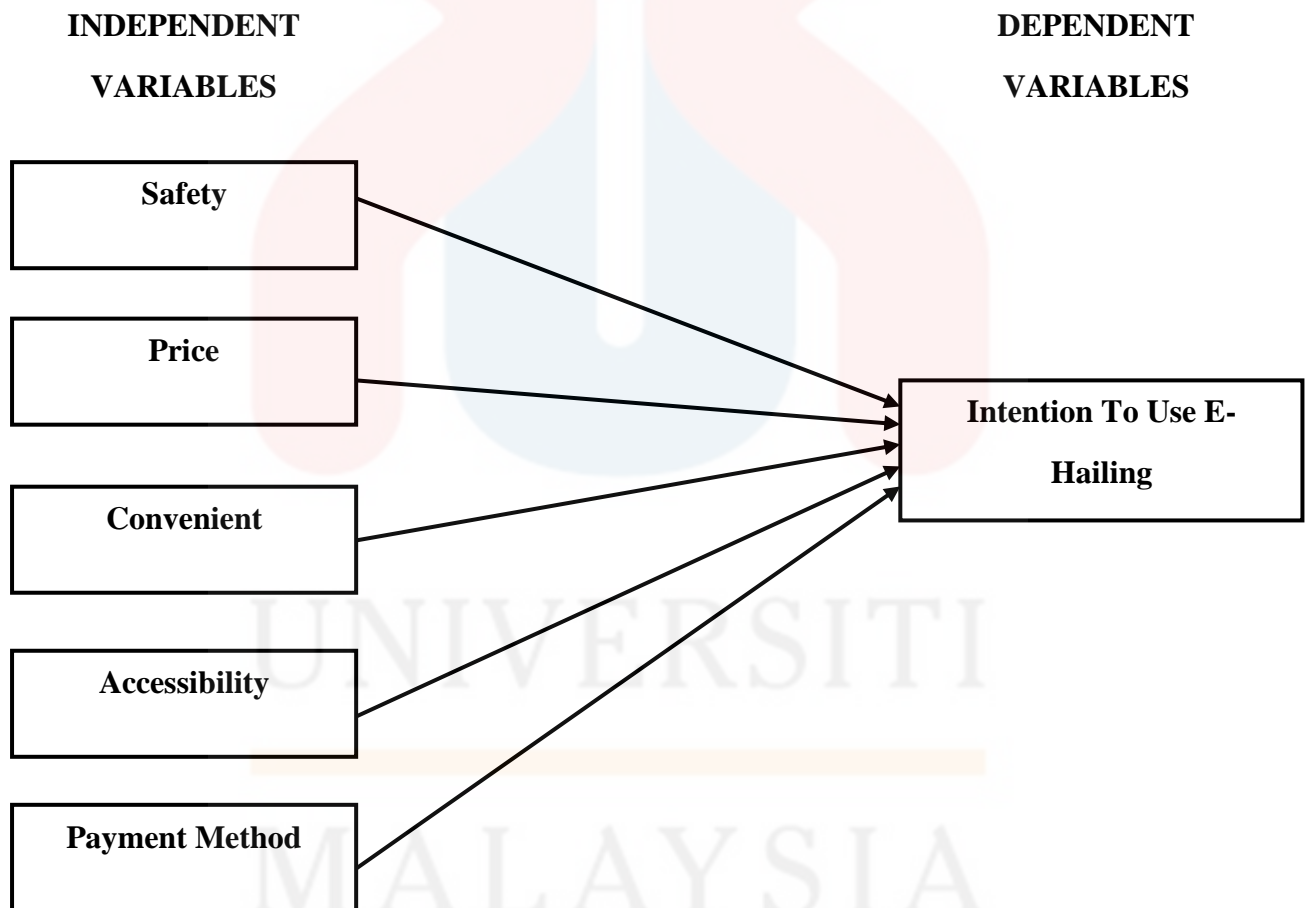 INDEPENDENT
VARIABLES
DEPENDENT
VARIABLES
Safety
Price
Convenient
Accessibility
Payment Method
Intention To Use E-
Hailing
UNIVERSITI
MALAYSIA